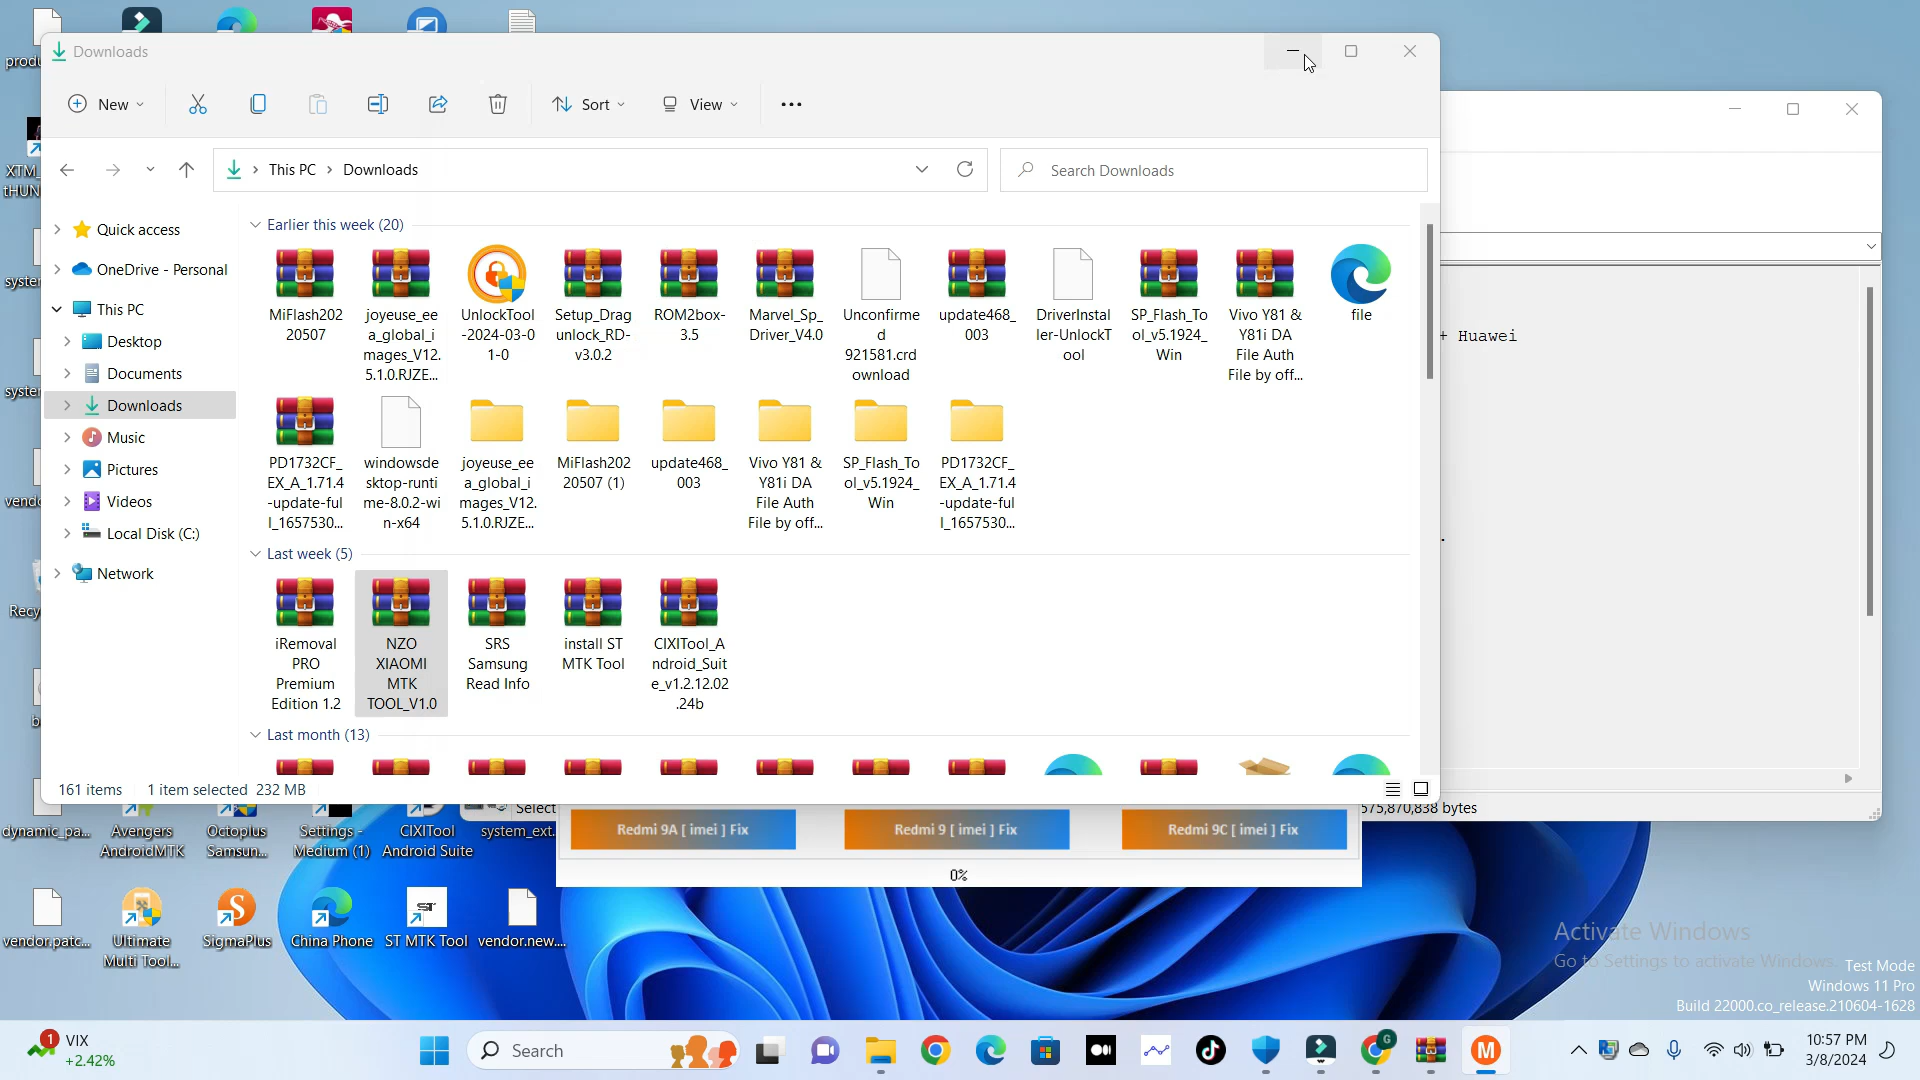 Downloads
New
Sort
View
This PC
Downloads
Search Downloads
Quick access
OneDrive - Personal
This PC
Desktop
Documents
Downloads
Music
Pictures
Videos
Local Disk (C:)
Network
Earlier this week (20)
MiFlash202
20507
joyeuse_ee
a_global_i
mages_V12.
5.1.0.RJZE...
UnlockTool
-2024-03-0
1-0
Setup_Drag
unlock_RD-
v3.0.2
ROM2box-
3.5
Marvel_Sp_
Driver_V4.0
Unconfirme
d
921581.crd
ownload
update468_
003
DriverInstal
ler-UnlockT
ool
SP_Flash_To
ol_v5.1924_
Win
Vivo Y81 &
Y81i DA
File Auth
File by off...
file
PD1732CF_
EX_A_1.71.4
-update-ful
l_1657530...
windowsde
sktop-runti
me-8.0.2-wi
n-x64
joyeuse_ee
a_global_i
mages_V12.
5.1.0.RJZE...
MiFlash202
20507 (1)
update468_
003
Vivo Y81 &
Y81i DA
File Auth
File by off...
SP_Flash_To
ol_v5.1924_
Win
PD1732CF_
EX_A_1.71.4
-update-ful
l_1657530...
Last week (5)
iRemoval
PRO
Premium
Edition 1.2
NZO
XIAOMI
MTK
TOOL_V1.0
SRS
Samsung
Read Info
install ST
MTK Tool
CIXITool_A
ndroid_Suit
e_v1.2.12.02
.24b
Last month (13)
161 items
1 item selected 232 MB
+ Huawei
575,870,838 bytes
Select
Redmi 9A [ imei ] Fix
Redmi 9 [ imei ] Fix
Redmi 9C [ imei ] Fix
0%
dynamic_pa...
Avengers
AndroidMTK
Octoplus
Samsun...
Settings -
Medium (1)
CIXITool
Android Suite
system_ext.
vendor.patc...
Ultimate
Multi Tool...
SigmaPlus
China Phone
ST
ST MTK Tool
vendor.new....
Activate Windows
Go to Settings to activate Windows.
Test Mode
Windows 11 Pro
Build 22000.co_release.210604-1628
1
VIX
+2.42%
Search
G
M
10:57 PM
3/8/2024